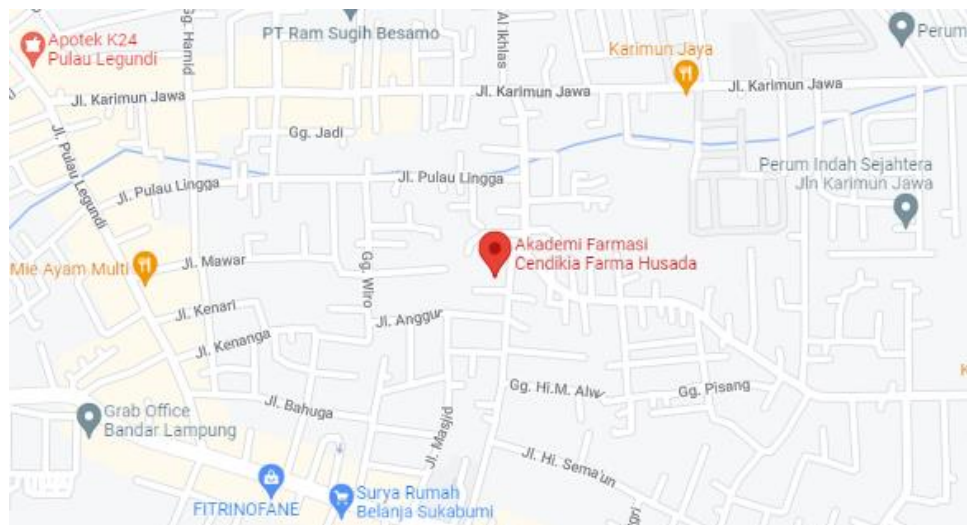 PT Ram Sugih Besamo
Gg. Hamid
Al Ikhlas
Perum
Apotek K24
Pulau Legundi
Karimun Jaya
Jl. Karimun Jawa
Jl. Karimun Jawa
Jl. Karimun Jawa
Gg. Jadi
Jl. Pulau Legundi
Jl. Pulau Lingga
Jl. Pulau Lingga
Perum Indah Sejahtera
Jln Karimun Jawa
Akademi Farmasi
Cendikia Farma Husada
Mie Ayam Multi
Jl. Mawar
Gg. Wiro
Jl. Kenari
Jl. Anggur
Jl. Kenanga
K
Gg. Hi.M. Alw
Gg. Pisang
Jl. Bahuga
Grab Office
Bandar Lampung
Jl. Masjid
Jl. Hi. Sema'un
FITRINOFANE
Surya Rumah
Belanja Sukabumi